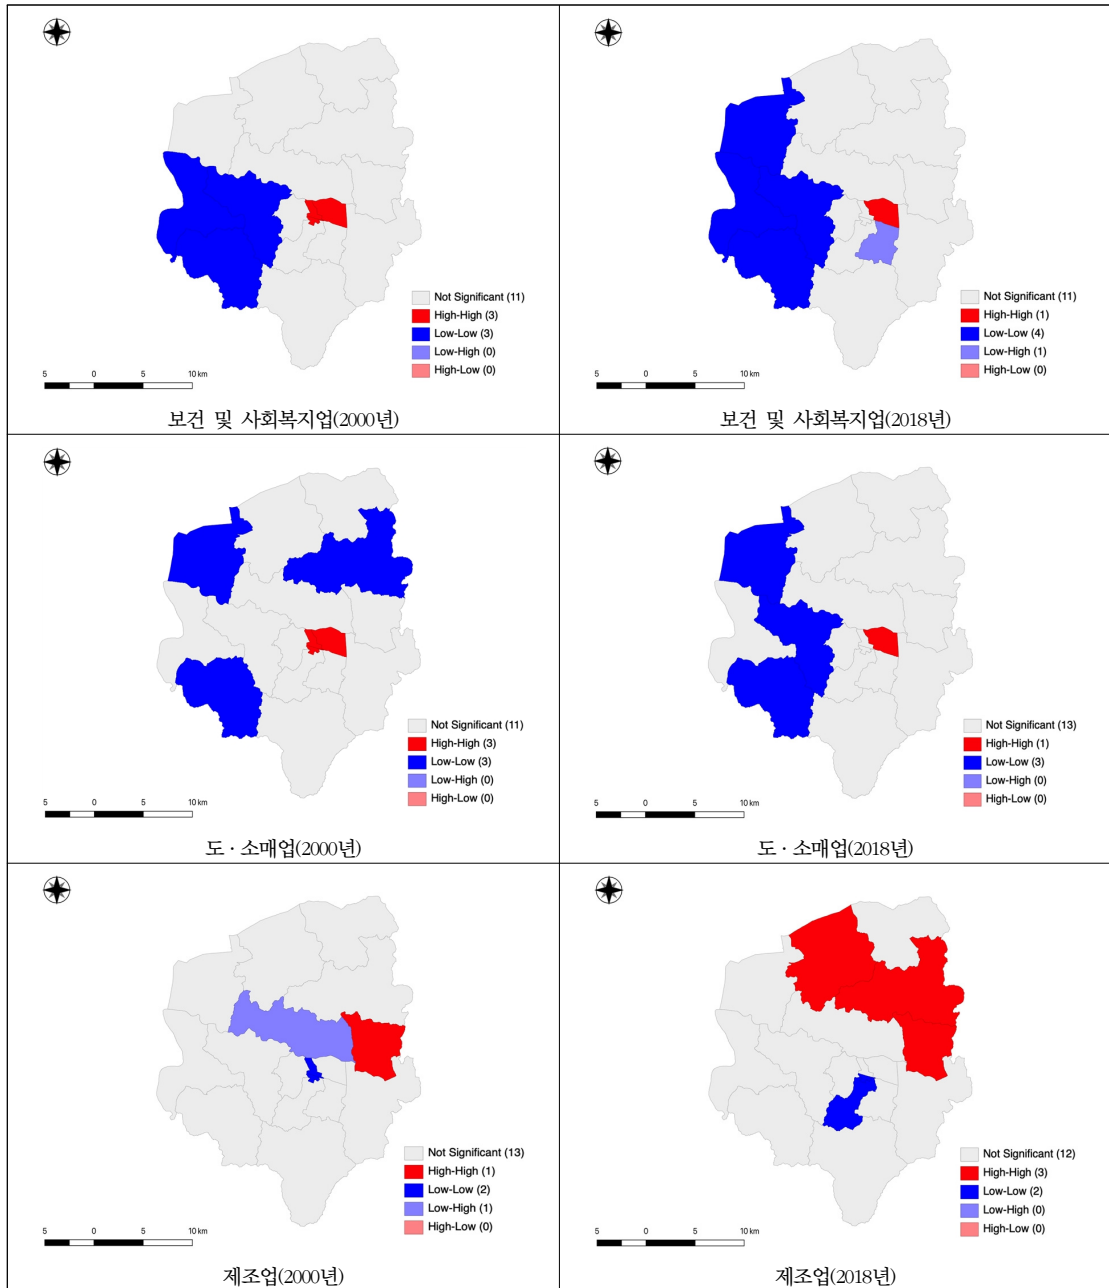 Not Significant (11)
High-High (3)
Low-Low (3)
Low-High (0)
High-Low (0)
5 0 5 10 km
보건 및 사회복지업(2000년)
Not Significant (11)
High-High (1)
Low-Low (4)
Low-High (1)
High-Low (0)
5 0 5 10 km
보건 및 사회복지업(2018년)
Not Significant (11)
High-High (3)
Low-Low (3)
Low-High (0)
High-Low (0)
5 0 5 10 km
도 · 소매업(2000년)
Not Significant (13)
High-High (1)
Low-Low (3)
Low-High (0)
High-Low (0)
5 0 5 10 km
도 · 소매업(2018년)
Not Significant (13)
High-High (1)
Low-Low (2)
Low-High (1)
High-Low (0)
5 0 5 10 km
제조업(2000년)
Not Significant (12)
High-High (3)
Low-Low (2)
Low-High (0)
High-Low (0)
5 0 5 10 km
제조업(2018년)